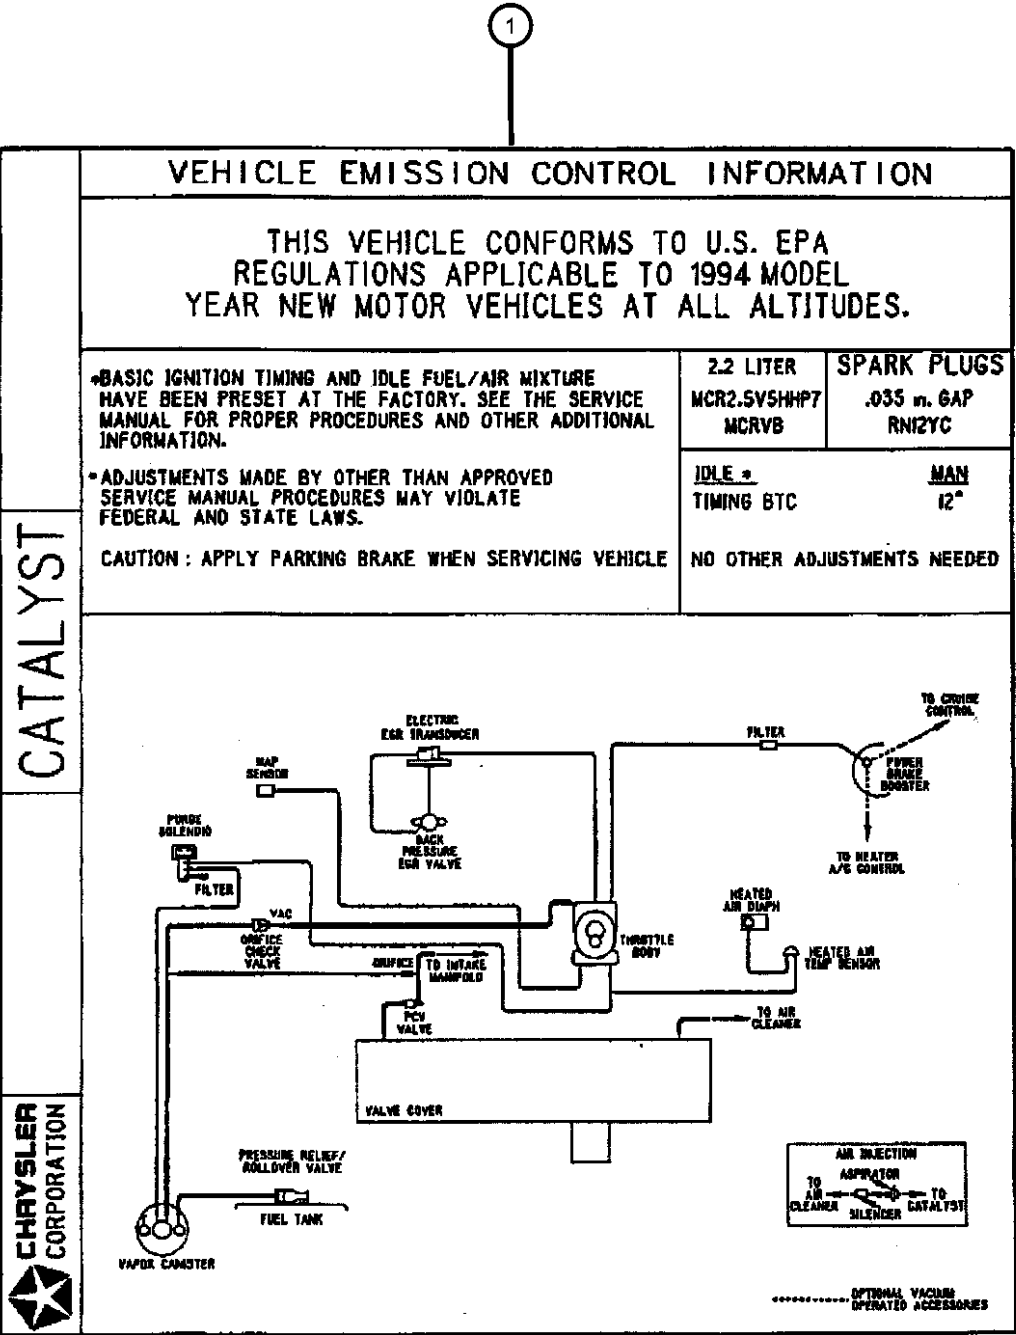 1
VEHICLE EMISSION CONTROL INFORMATION
THIS VEHICLE CONFORMS TO U.S. EPA
REGULATIONS APPLICABLE TO 1994 MODEL
YEAR NEW MOTOR VEHICLES AT ALL ALTITUDES.
•BASIC IGNITION TIMING AND IDLE FUEL/AIR MIXTURE
HAVE BEEN PRESET AT THE FACTORY. SEE THE SERVICE
MANUAL FOR PROPER PROCEDURES AND OTHER ADDITIONAL
INFORMATION.
•ADJUSTMENTS MADE BY OTHER THAN APPROVED
SERVICE MANUAL PROCEDURES MAY VIOLATE
FEDERAL AND STATE LAWS.
CAUTION : APPLY PARKING BRAKE WHEN SERVICING VEHICLE
2.2 LITER
MCR2.5V5HHP7
MCRVB
SPARK PLUGS
.035 in. GAP
RN12YC
IDLE * MAN
TIMING BTC 12°
NO OTHER ADJUSTMENTS NEEDED
CATALYST
CHRYSLER
CORPORATION
TO CRUISE
CONTROL
ELECTRIC
EGR TRANSDUCER
FILTER
MAP
SENSOR
POWER
BRAKE
BOOSTER
PURGE
SOLENOID
BACK
PRESSURE
EGR VALVE
TO HEATER
A/C CONTROL
FILTER
HEATED
AIR DIAPH
VAC
ORIFICE
CHECK
VALVE
THROTTLE
BODY
HEATED AIR
TEMP SENSOR
ORIFICE
TO INTAKE
MANIFOLD
PCV
VALVE
TO AIR
CLEANER
VALVE COVER
PRESSURE RELIEF/
ROLLOVER VALVE
FUEL TANK
VAPOR CANISTER
AIR INJECTION
ASPIRATOR
TO
AIR
CLEANER
SILENCER
TO
CATALYST
OPTIONAL VACUUM
OPERATED ACCESSORIES